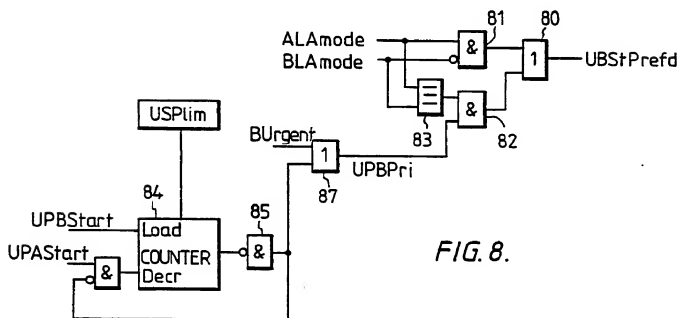 81
80
ALAmode
&
BLAmode
1
UBStPrefd
USPlim
83
&
82
BUrgent
1
UPBPri
87
84
85
UPBStart
Load
&
UPAStart
COUNTER
&
Decr
FIG. 8.